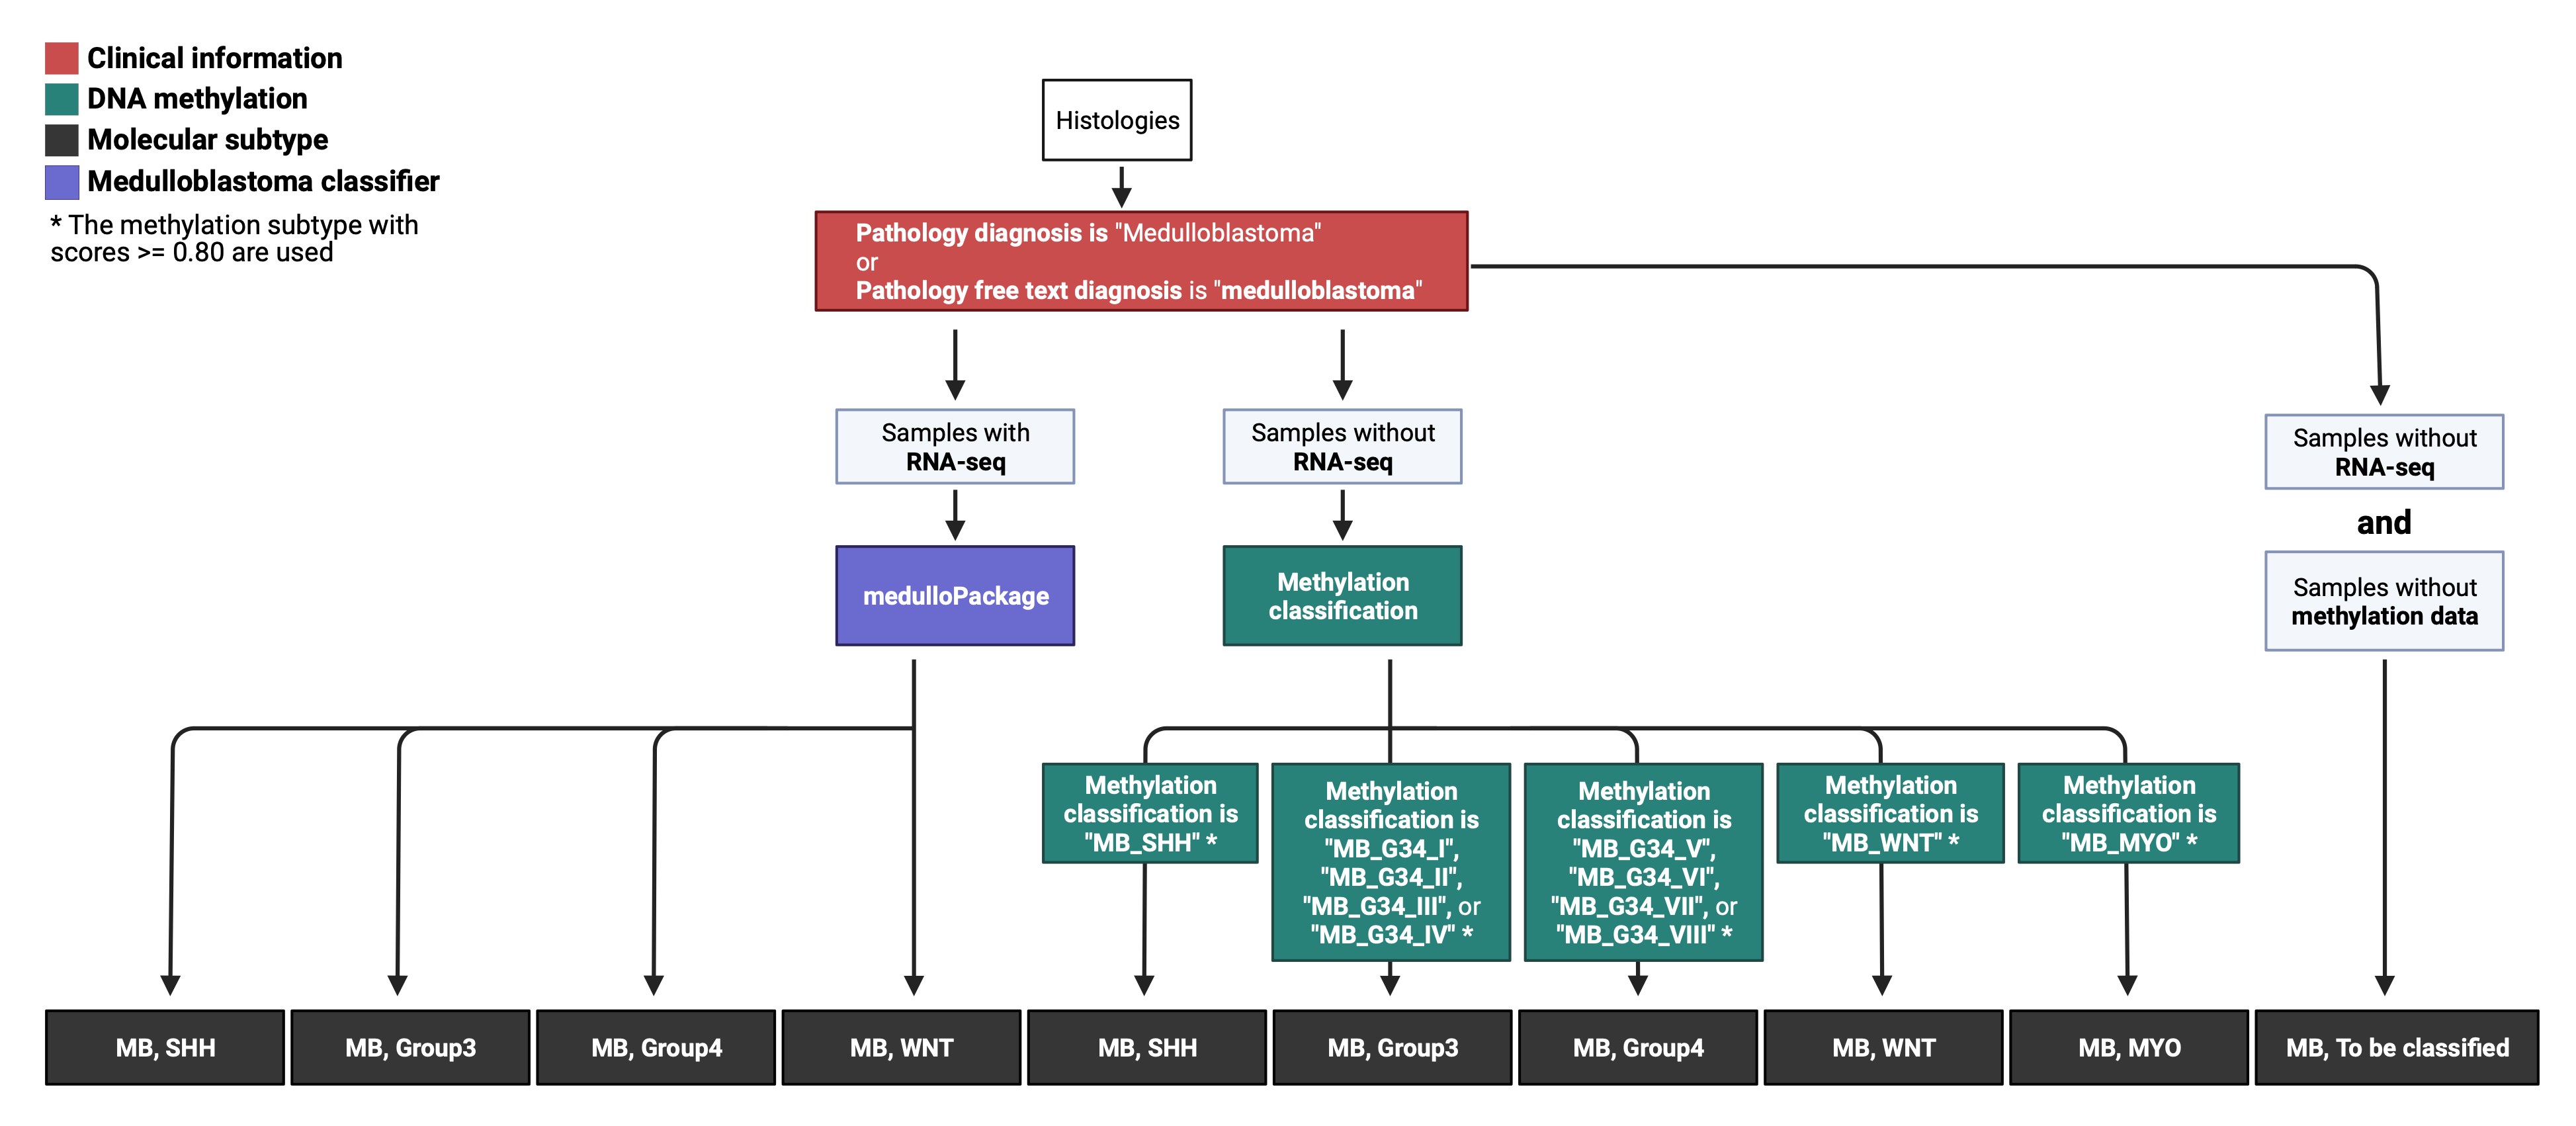 Clinical information
DNA methylation
Molecular subtype
Medulloblastoma classifier
* The methylation subtype with
scores >= 0.80 are used
Histologies
Pathology diagnosis is "Medulloblastoma"
or
Pathology free text diagnosis is "medulloblastoma"
Samples with
RNA-seq
Samples without
RNA-seq
Samples without
RNA-seq
and
Samples without
methylation data
medulloPackage
Methylation
classification
Methylation
classification is
"MB_SHH" *
Methylation
classification is
"MB_G34_I",
"MB_G34_II",
"MB_G34_III", or
"MB_G34_IV" *
Methylation
classification is
"MB_G34_V",
"MB_G34_VI",
"MB_G34_VII", or
"MB_G34_VIII" *
Methylation
classification is
"MB_WNT" *
Methylation
classification is
"MB_MYO" *
MB, SHH
MB, Group3
MB, Group4
MB, WNT
MB, SHH
MB, Group3
MB, Group4
MB, WNT
MB, MYO
MB, To be classified